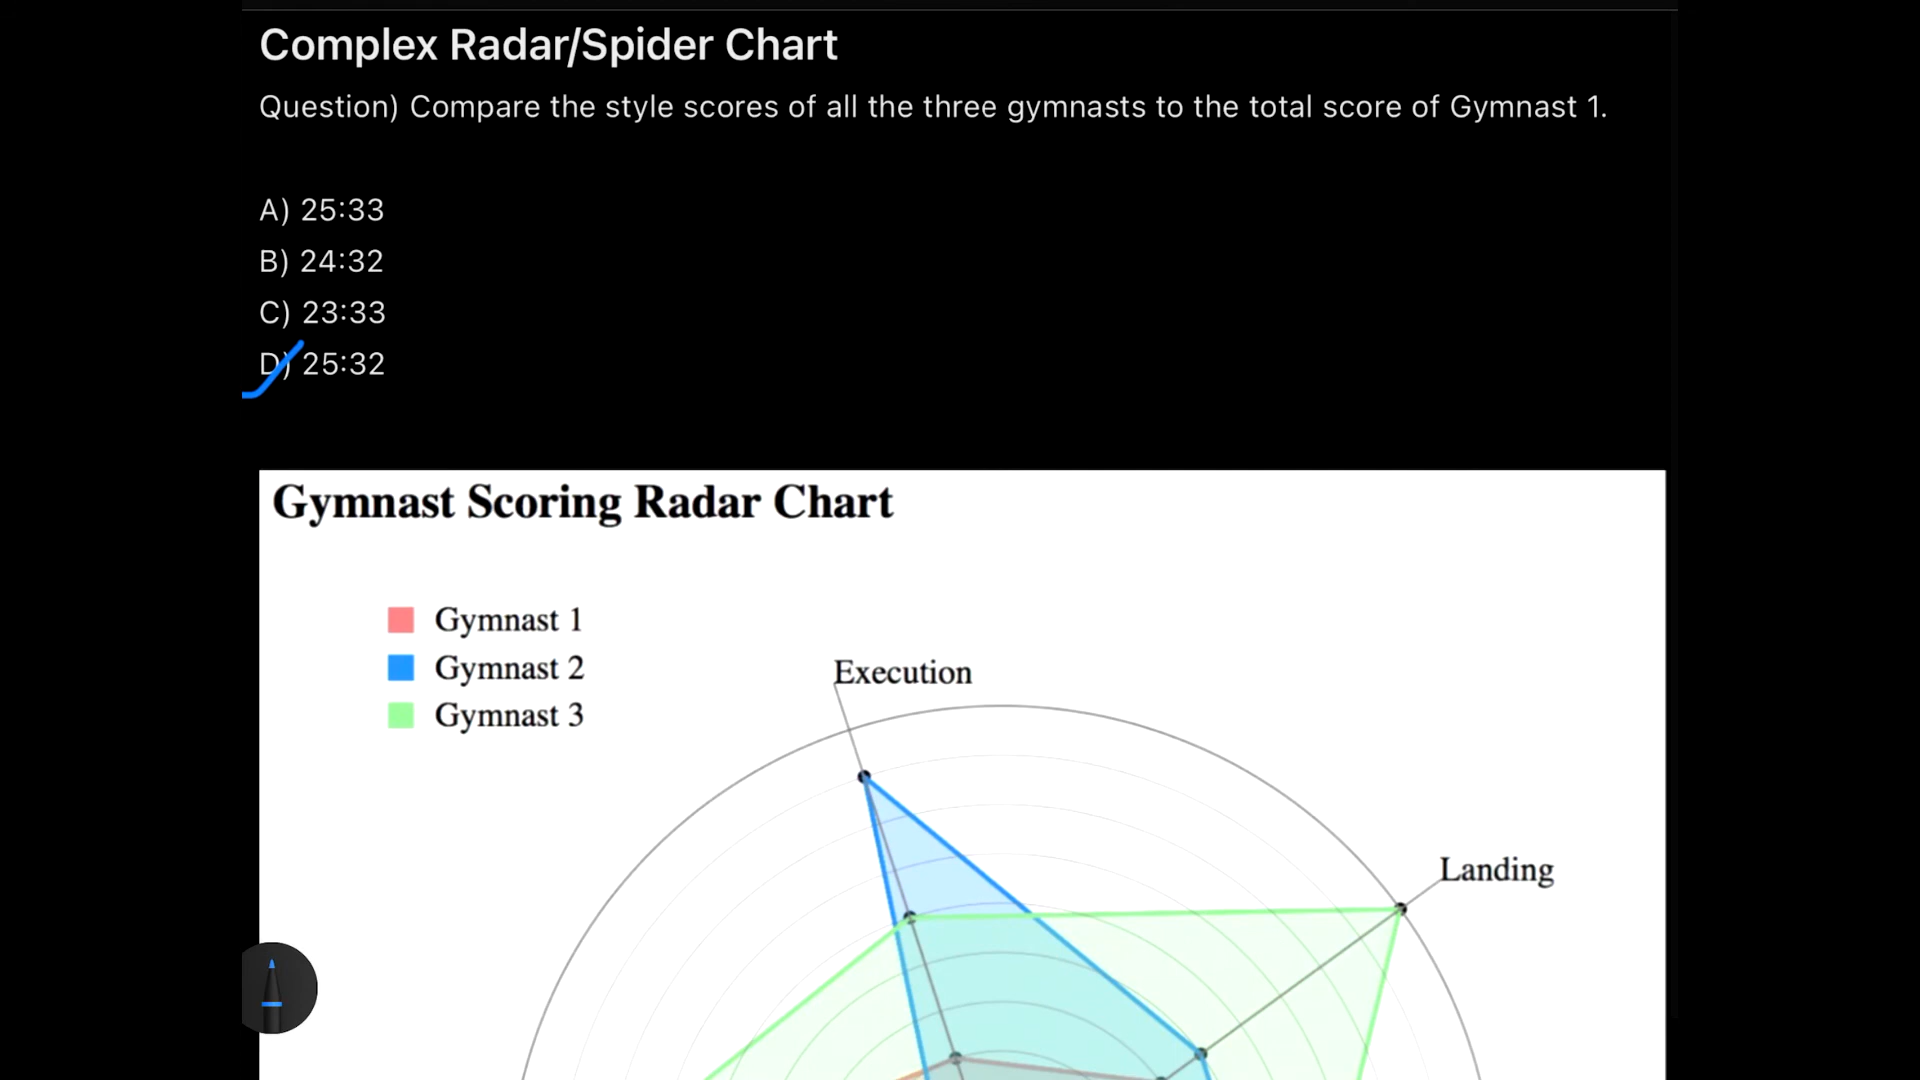 Complex Radar/Spider Chart
Question) Compare the style scores of all the three gymnasts to the total score of Gymnast 1.
A) 25:33
B) 24:32
C) 23:33
D) 25:32
Gymnast Scoring Radar Chart
Gymnast 1
Gymnast 2
Gymnast 3
Execution
Landing